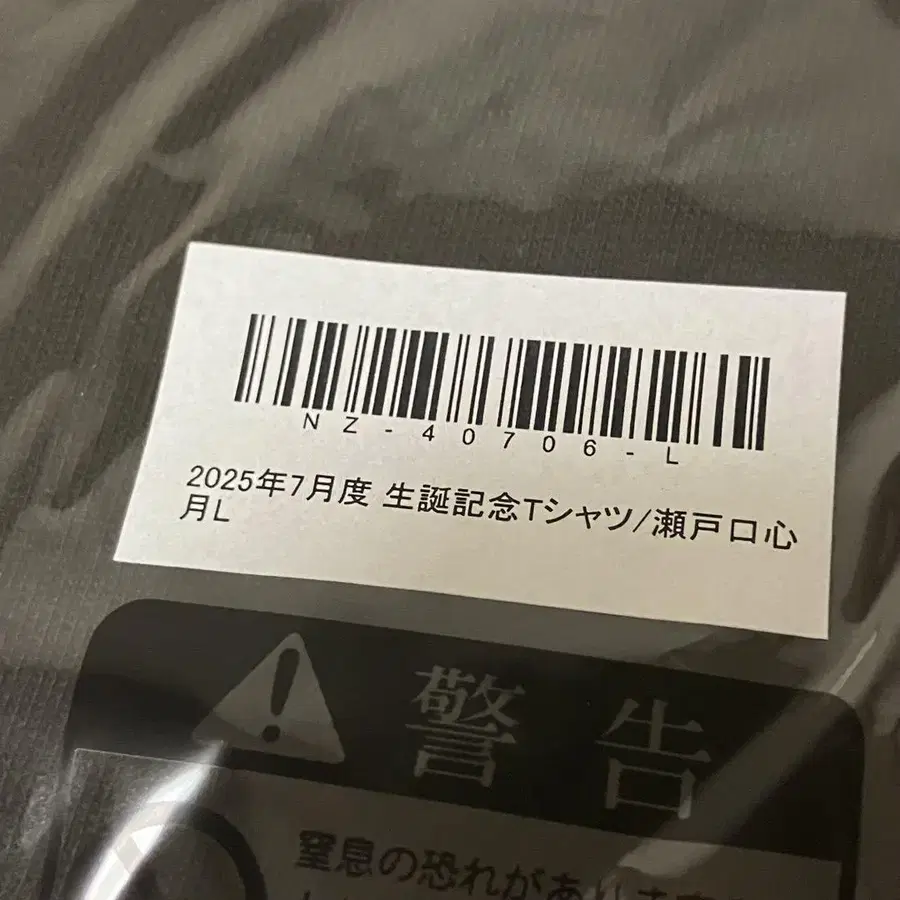 NZ-40706-L
2025年7月度 生誕記念Tシャツ/瀬戸口心
月L
警告
窒息の恐れがあります